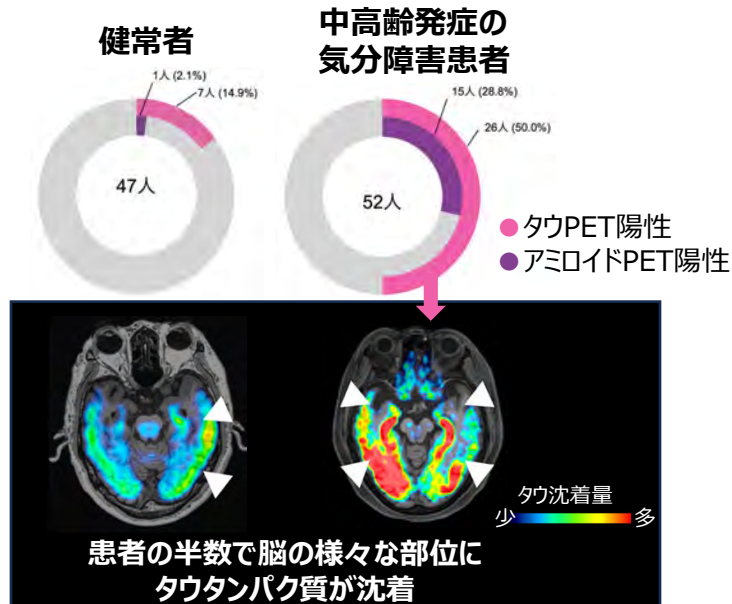 健常者
1人 (2.1%)
7人 (14.9%)
47人
中高齢発症の
気分障害患者
15人 (28.8%)
26人 (50.0%)
52人
タウPET陽性
アミロイドPET陽性
タウ沈着量
少 多
患者の半数で脳の様々な部位に
タウタンパク質が沈着